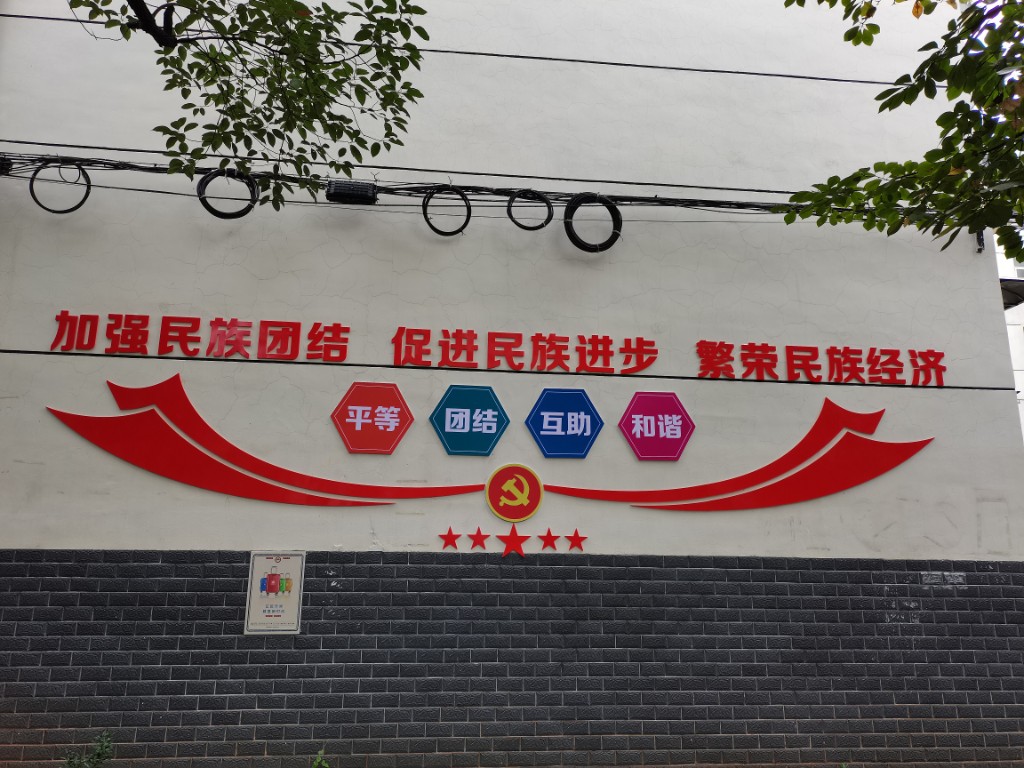 加强民族团结 促进民族进步 繁荣民族经济
平等 团结 互助 和谐